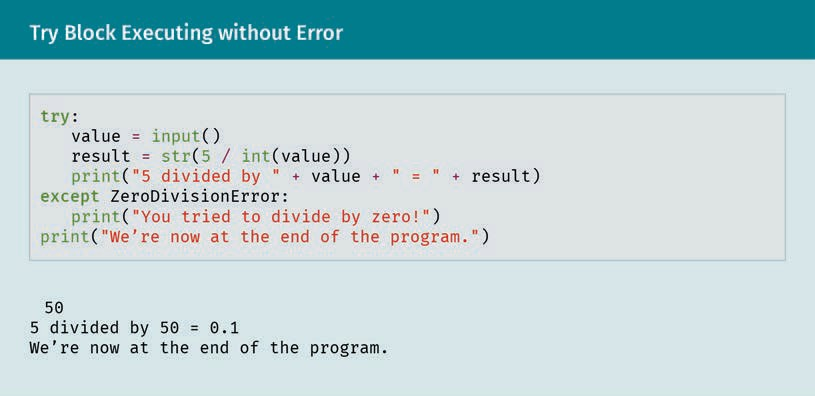 Try Block Executing without Error
try:
   value = input()
   result = str(5 / int(value))
   print("5 divided by " + value + " = " + result)
except ZeroDivisionError:
   print("You tried to divide by zero!")
print("We’re now at the end of the program.")
50
5 divided by 50 = 0.1
We’re now at the end of the program.